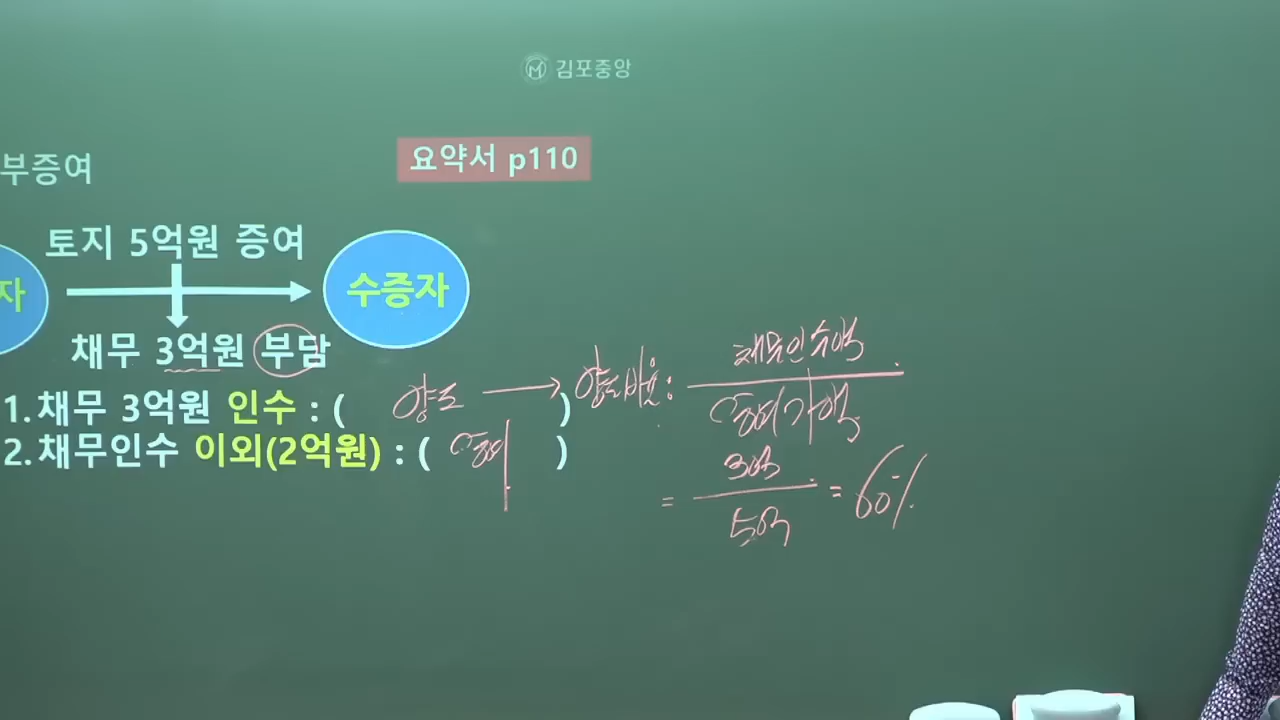 김포중앙
요약서 p110
부증여
토지 5억원 증여
자
수증자
채무 3억원 부담
1.채무 3억원 인수 : ( 양도 ) → 양도비율 : 채무인수액
증여가액
2.채무인수 이외(2억원) : ( 증여 )
= 3억 / 5억 = 60%